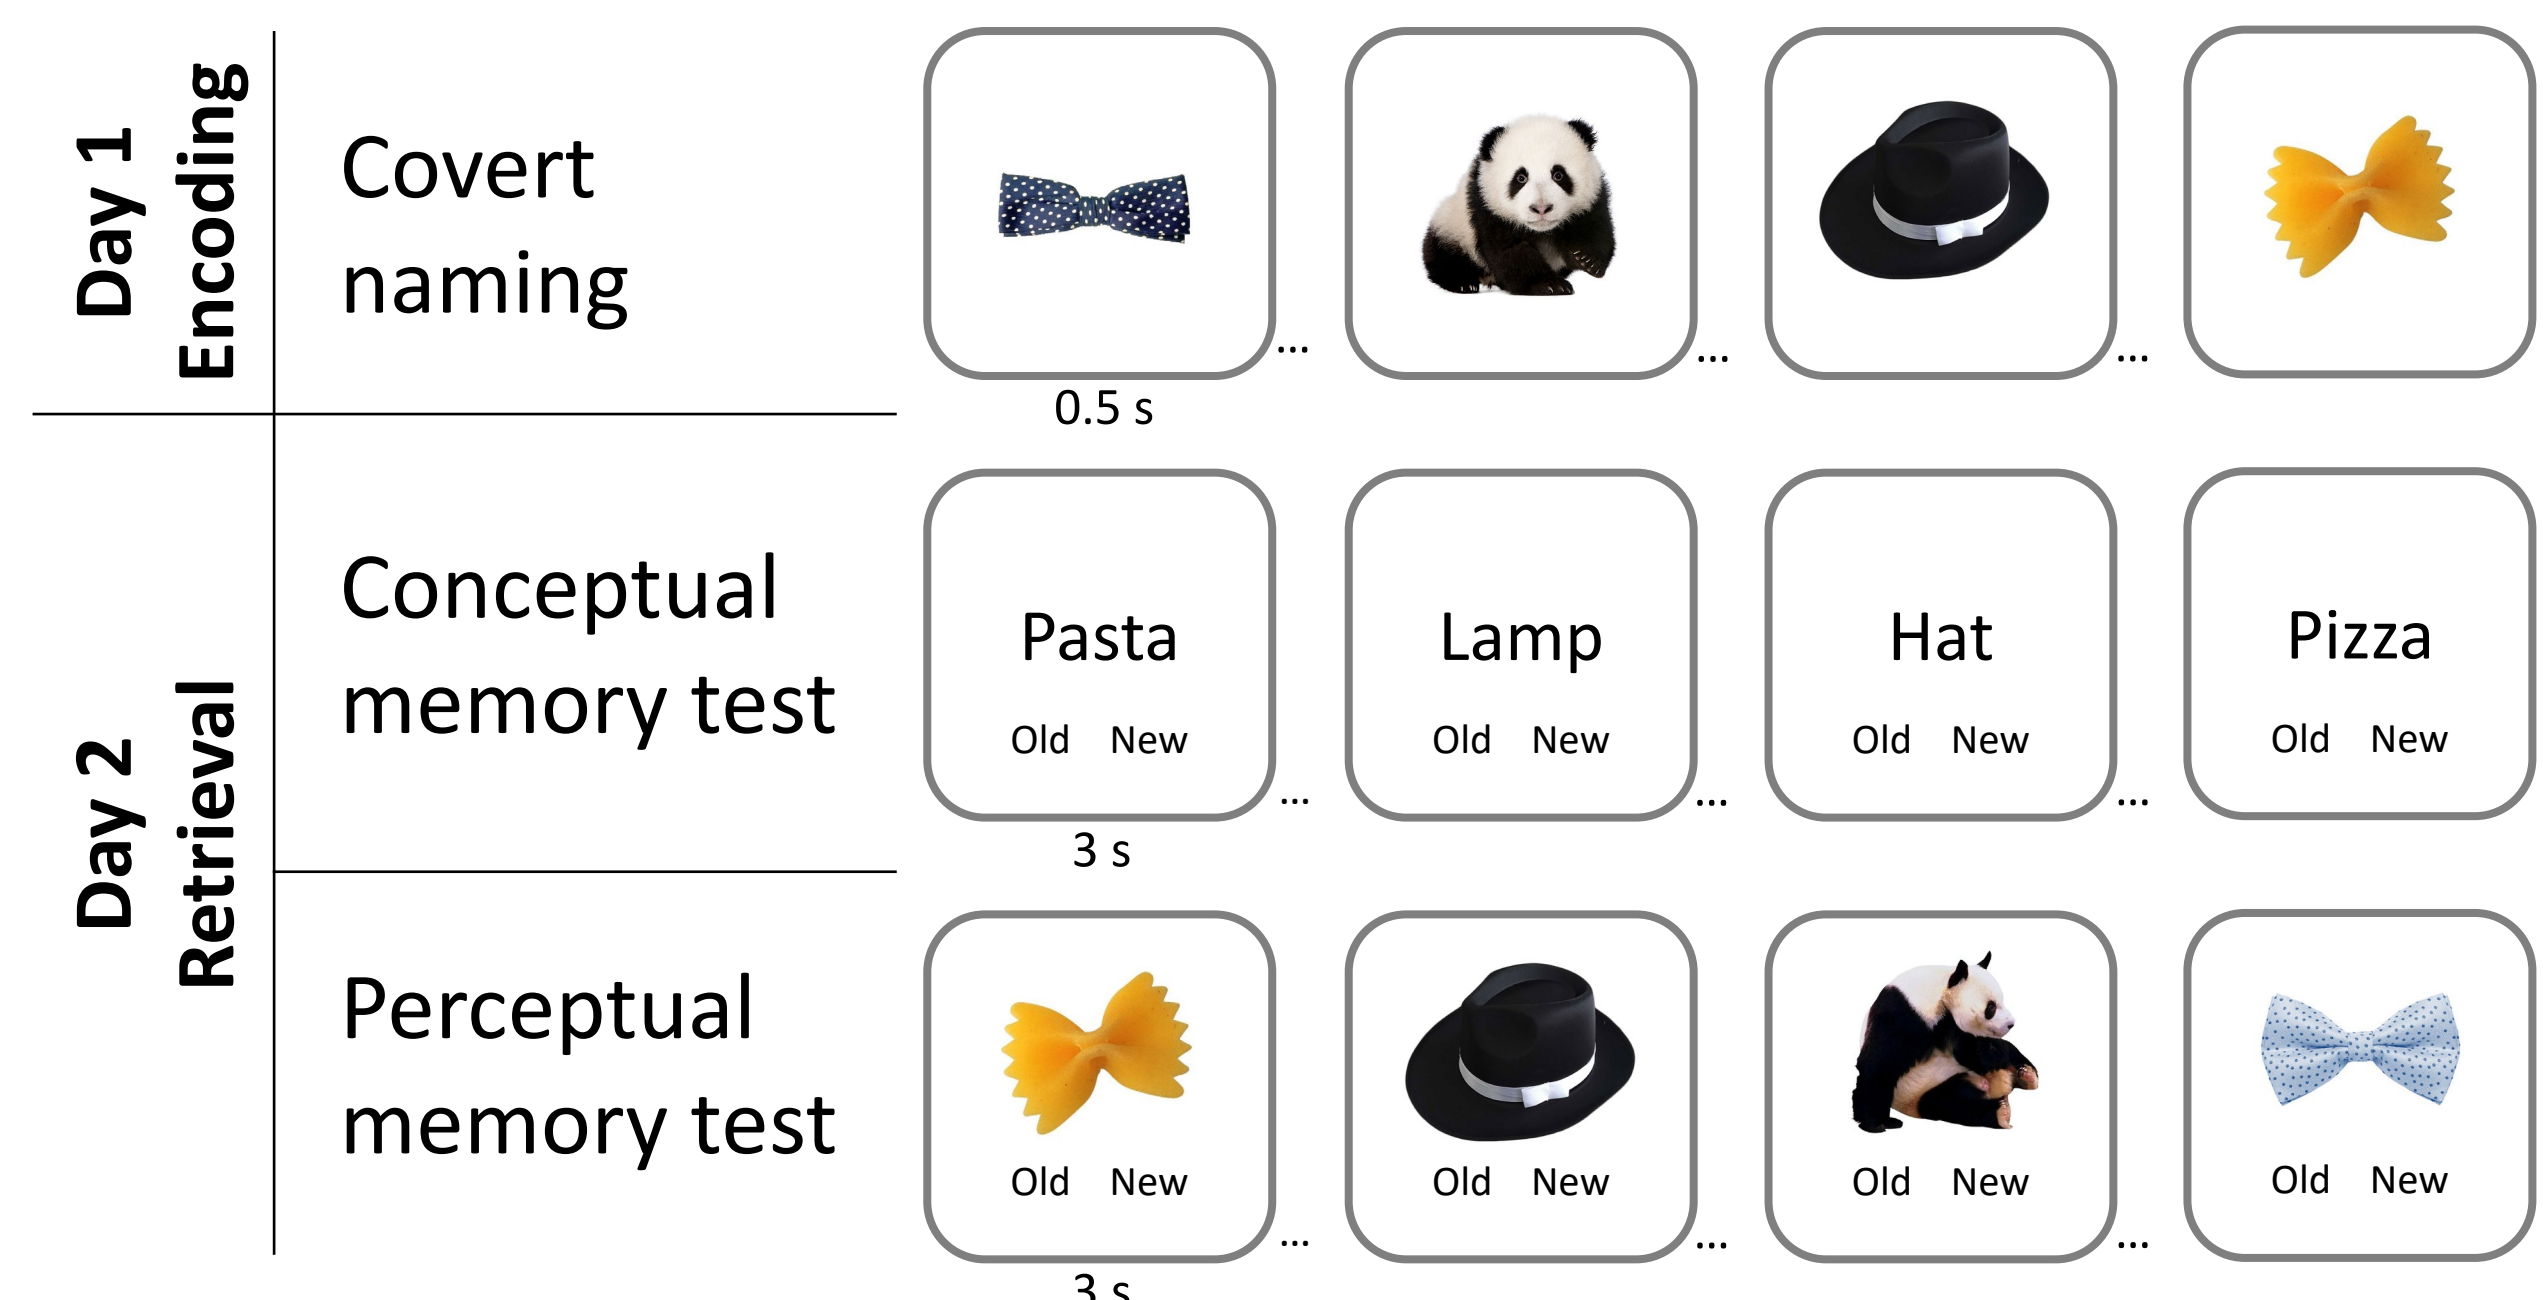 Day 1
Encoding
Covert
naming
...
...
...
0.5 s
Day 2
Retrieval
Conceptual
memory test
Pasta
Old New
...
Lamp
Old New
...
Hat
Old New
...
Pizza
Old New
3 s
Perceptual
memory test
Old New
...
Old New
...
Old New
...
Old New
3 s